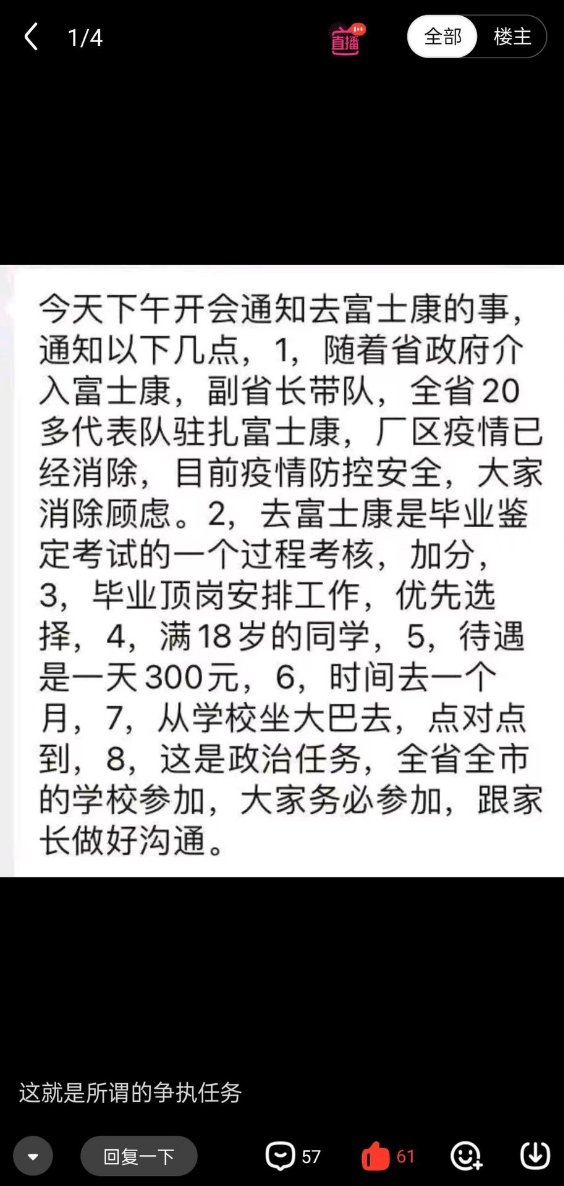 1/4
直播
全部
楼主
今天下午开会通知去富士康的事，
通知以下几点，1，随着省政府介
入富士康，副省长带队，全省20
多代表队驻扎富士康，厂区疫情已
经消除，目前疫情防控安全，大家
消除顾虑。2，去富士康是毕业鉴
定考试的一个过程考核，加分，
3，毕业顶岗安排工作，优先选
择，4，满18岁的同学，5，待遇
是一天300元，6，时间去一个
月，7，从学校坐大巴去，点对点
到，8，这是政治任务，全省全市
的学校参加，大家务必参加，跟家
长做好沟通。
这就是所谓的争执任务
回复一下
57
61